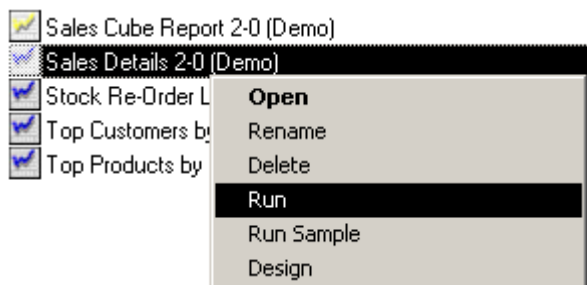 Sales Cube Report 2-0 (Demo)
Sales Details 2-0 (Demo)
Stock Re-Order L
Top Customers by
Top Products by
Open
Rename
Delete
Run
Run Sample
Design